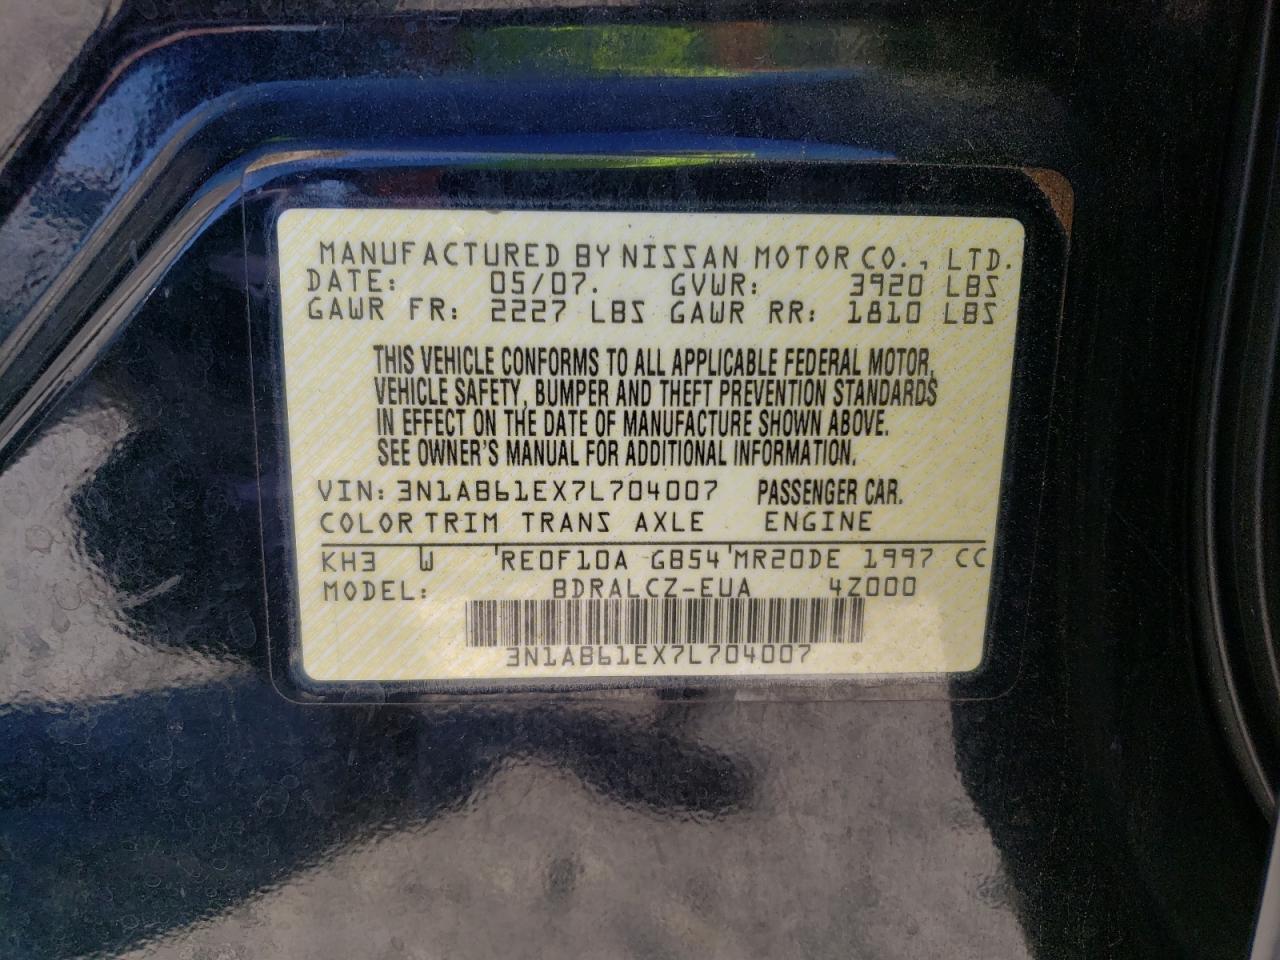 MANUFACTURED BY NISSAN MOTOR CO., LTD.
DATE: 05/07. GVWR: 3920 LBS
GAWR FR: 2227 LBS GAWR RR: 1810 LBS
THIS VEHICLE CONFORMS TO ALL APPLICABLE FEDERAL MOTOR,
VEHICLE SAFETY, BUMPER AND THEFT PREVENTION STANDARDS
IN EFFECT ON THE DATE OF MANUFACTURE SHOWN ABOVE.
SEE OWNER'S MANUAL FOR ADDITIONAL INFORMATION.
VIN: 3N1AB61EX7L704007 PASSENGER CAR.
COLOR TRIM TRANS AXLE ENGINE
KH3 W 'RE0F10A GB54 'MR20DE 1997 CC
MODEL: BDRALCZ-EUA 4Z000
3N1AB61EX7L704007